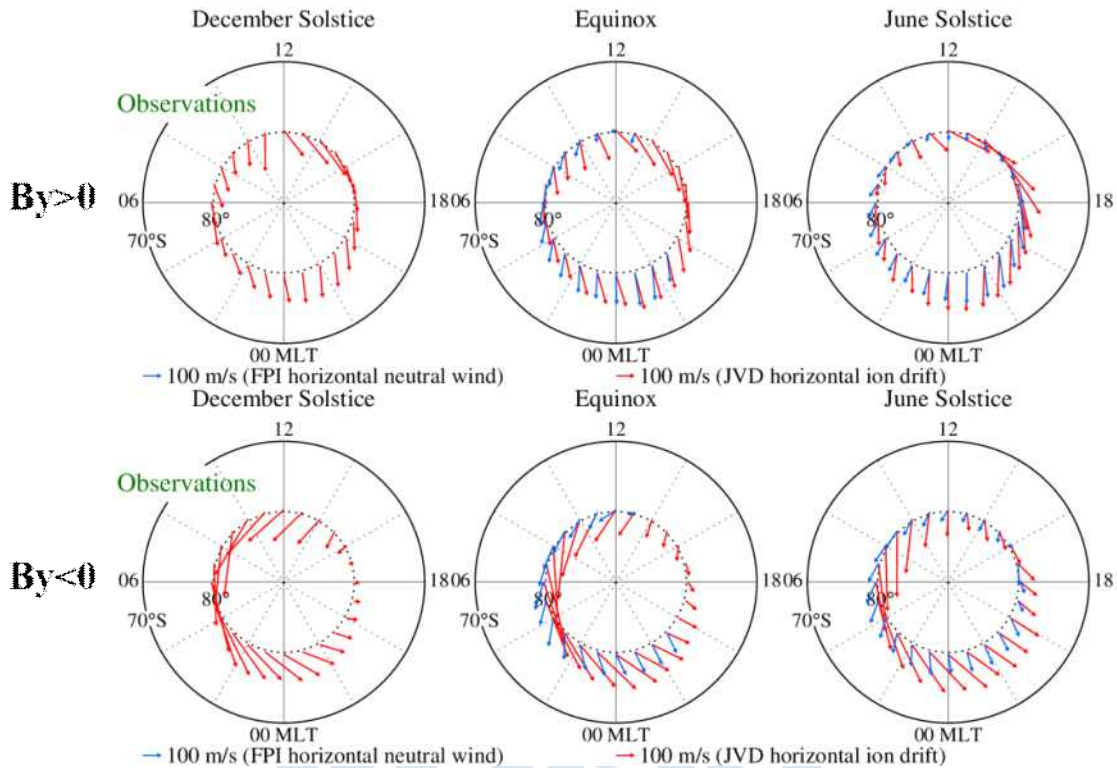 December Solstice Equinox June Solstice
12 12 12
Observations
By>0
06 1806 1806 18
80° 80° 80°
70°S 70°S 70°S
00 MLT 00 MLT 00 MLT
100 m/s (FPI horizontal neutral wind) 100 m/s (JVD horizontal ion drift)
December Solstice Equinox June Solstice
12 12 12
Observations
By<0
06 1806 1806 18
80° 80° 80°
70°S 70°S 70°S
00 MLT 00 MLT 00 MLT
100 m/s (FPI horizontal neutral wind) 100 m/s (JVD horizontal ion drift)